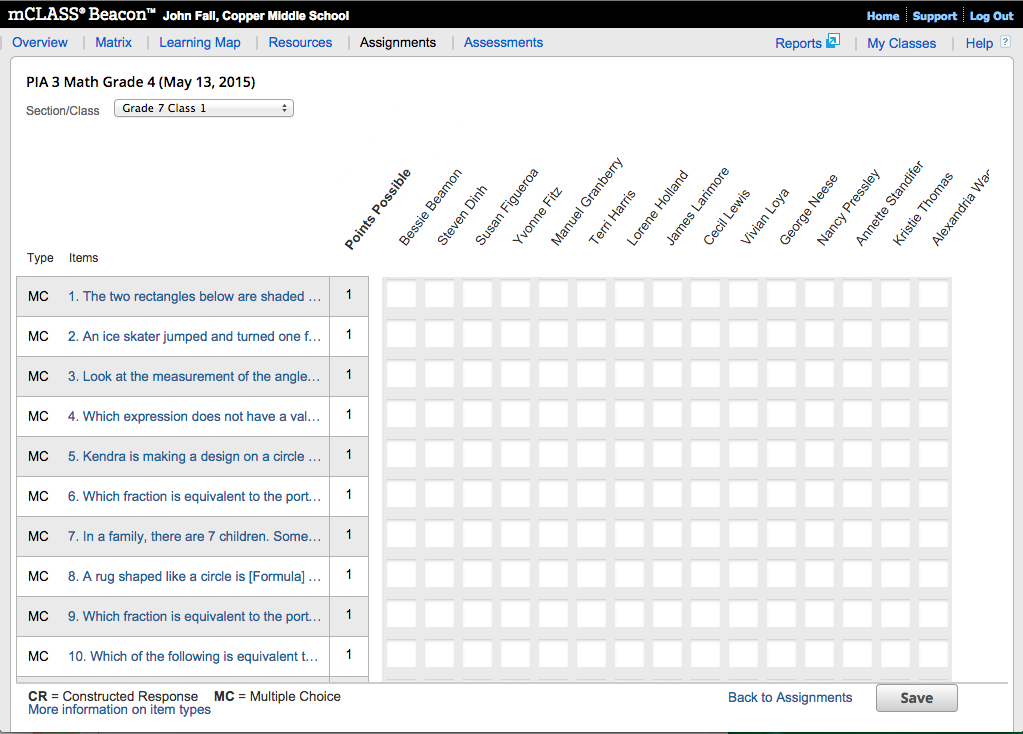 mCLASS® Beacon™ John Fall, Copper Middle School
Home Support Log Out
Overview Matrix Learning Map Resources Assignments Assessments
Reports My Classes Help ?
PIA 3 Math Grade 4 (May 13, 2015)
Section/Class Grade 7 Class 1
Type Items
Points Possible
Bessie Beamon
Steven Dinh
Susan Figueroa
Yvonne Fitz
Manuel Granberry
Terri Harris
Lorene Holland
James Larimore
Cecil Lewis
Vivian Loya
George Neese
Nancy Pressley
Annette Standifer
Kristie Thomas
Alexandria
MC 1. The two rectangles below are shaded ... 1
MC 2. An ice skater jumped and turned one f... 1
MC 3. Look at the measurement of the angle... 1
MC 4. Which expression does not have a val... 1
MC 5. Kendra is making a design on a circle ... 1
MC 6. Which fraction is equivalent to the port... 1
MC 7. In a family, there are 7 children. Some... 1
MC 8. A rug shaped like a circle is [Formula] ... 1
MC 9. Which fraction is equivalent to the port... 1
MC 10. Which of the following is equivalent t... 1
CR = Constructed Response MC = Multiple Choice
More information on item types
Back to Assignments
Save